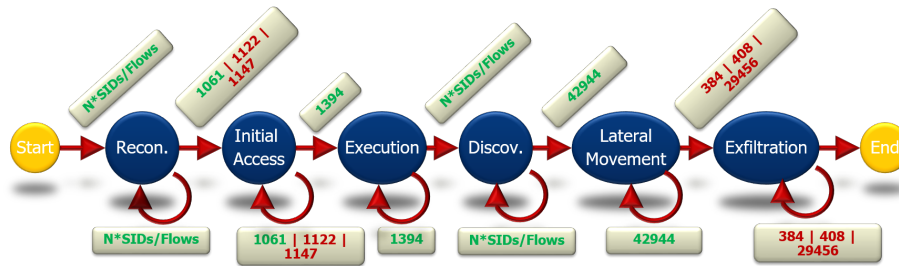 N*SIDs/Flows
1061 | 1122 |
1147
1394
N*SIDs/Flows
42944
384 | 408 |
29456
Start
Recon.
Initial
Access
Execution
Discov.
Lateral
Movement
Exfiltration
End
N*SIDs/Flows
1061 | 1122 |
1147
1394
N*SIDs/Flows
42944
384 | 408 |
29456